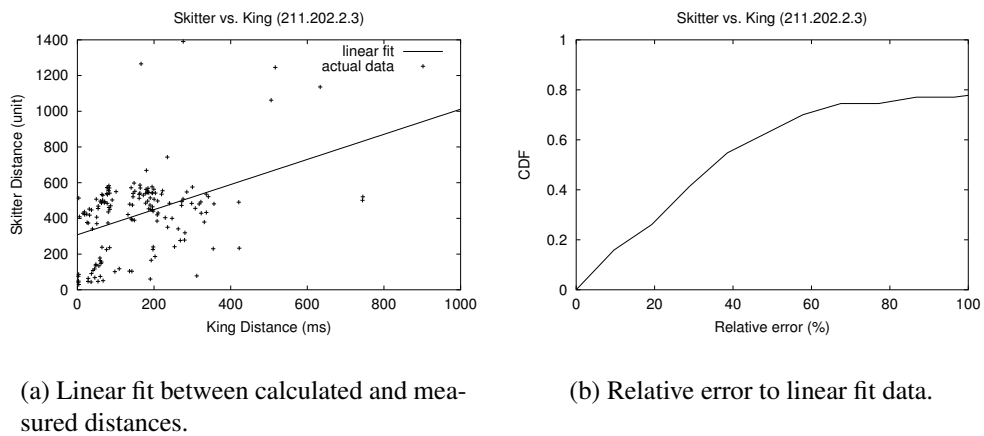 Skitter vs. King (211.202.2.3)
linear fit
actual data
Skitter Distance (unit)
1400
1200
1000
800
600
400
200
0
0 200 400 600 800 1000
King Distance (ms)
(a) Linear fit between calculated and mea-
sured distances.
Skitter vs. King (211.202.2.3)
CDF
1
0.8
0.6
0.4
0.2
0
0 20 40 60 80 100
Relative error (%)
(b) Relative error to linear fit data.